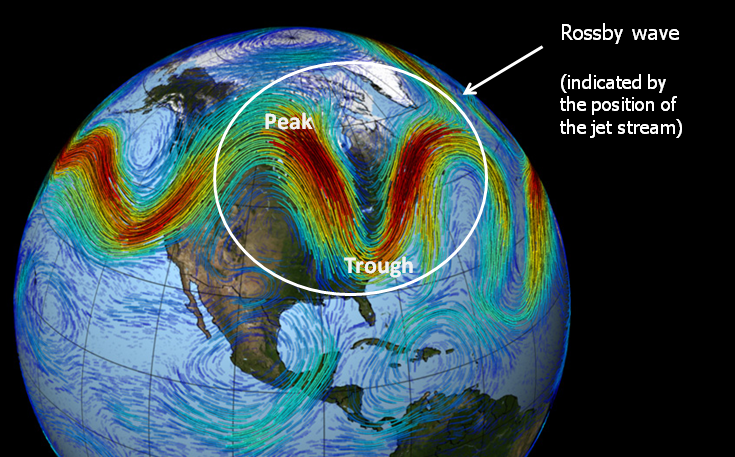 Rossby wave
(indicated by
the position of
the jet stream)
Peak
Trough